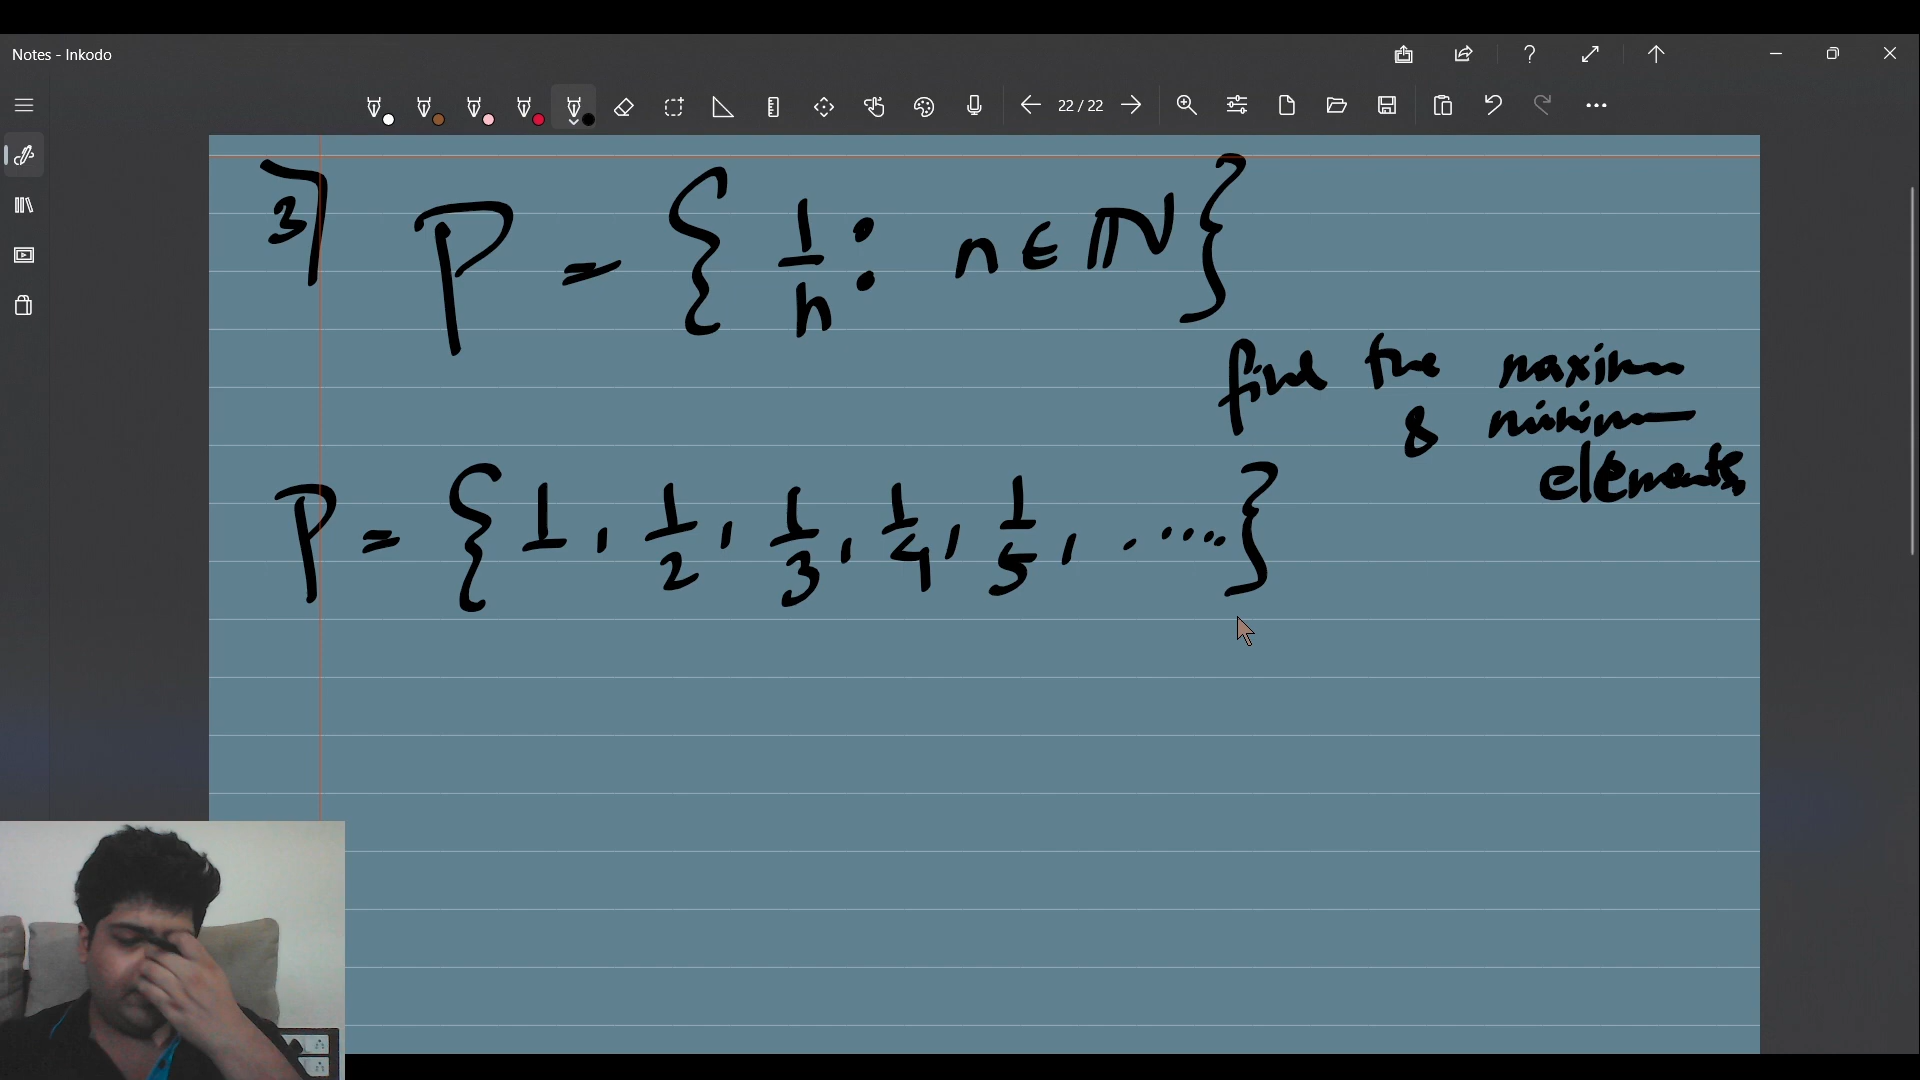 Notes - Inkodo
22 / 22
3) P = { 1/n : n ∈ ℕ }
find the maximum
& minimum
elements.
P = { 1, 1/2, 1/3, 1/4, 1/5, ..... }